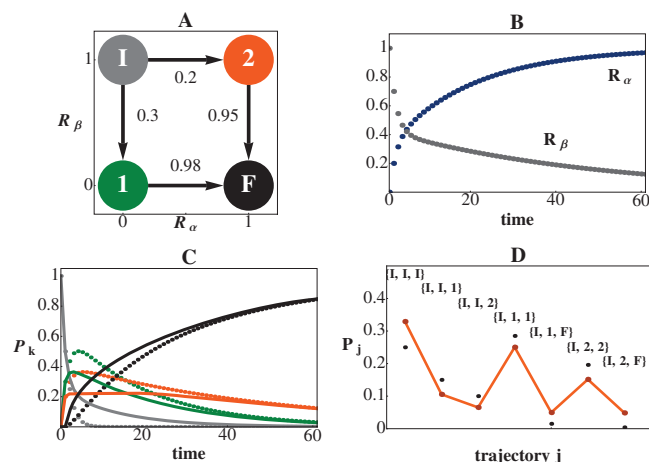 A
I
2
1
F
0.2
0.3
0.95
0.98
1
R β
0
0
R α
1
B
1
0.8
0.6
0.4
0.2
R α
R β
0
20
40
60
time
C
1
0.8
0.6
0.4
0.2
P k
0
20
40
60
time
D
{I, I, I}
{I, I, 1}
{I, I, 2}
{I, 1, 1}
{I, 1, F}
{I, 2, 2}
{I, 2, F}
0.4
0.3
0.2
0.1
0
P j
trajectory j